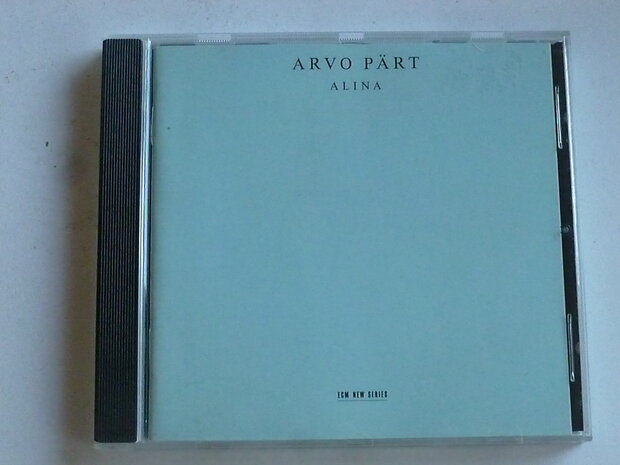 ARVO PÄRT
ALINA
ECM NEW SERIES